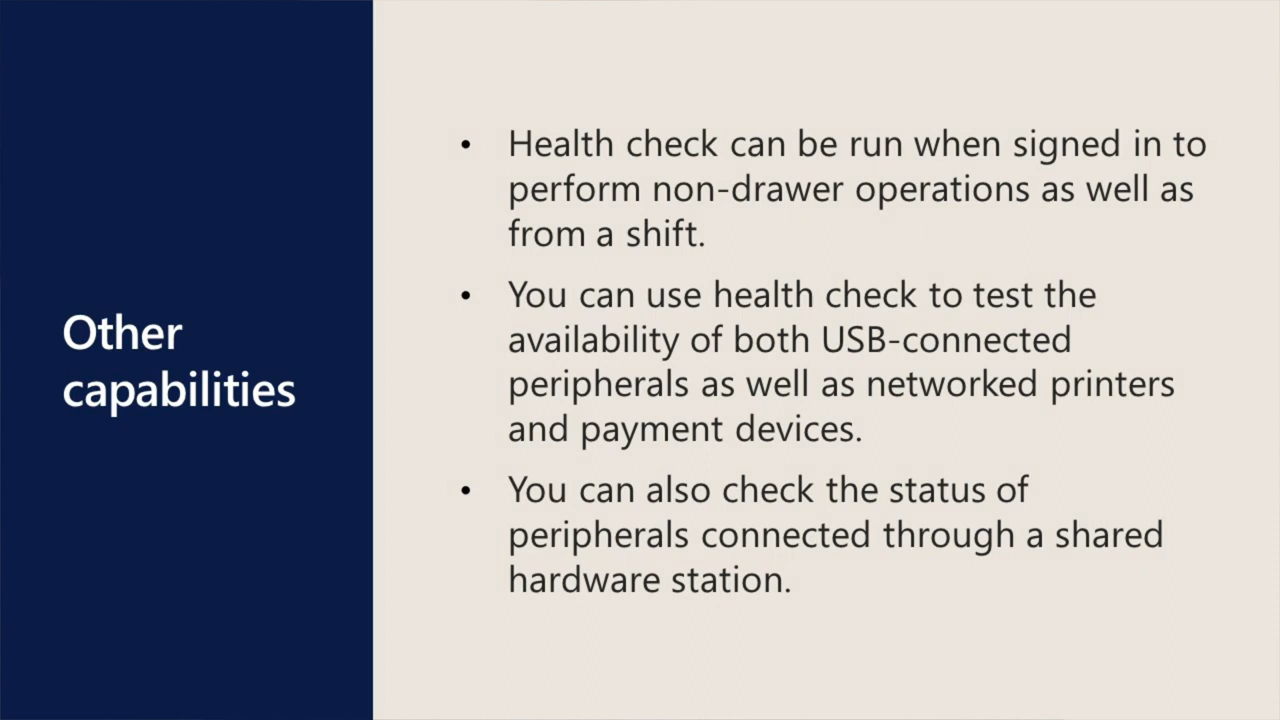 Other
capabilities
• Health check can be run when signed in to
perform non-drawer operations as well as
from a shift.
• You can use health check to test the
availability of both USB-connected
peripherals as well as networked printers
and payment devices.
• You can also check the status of
peripherals connected through a shared
hardware station.